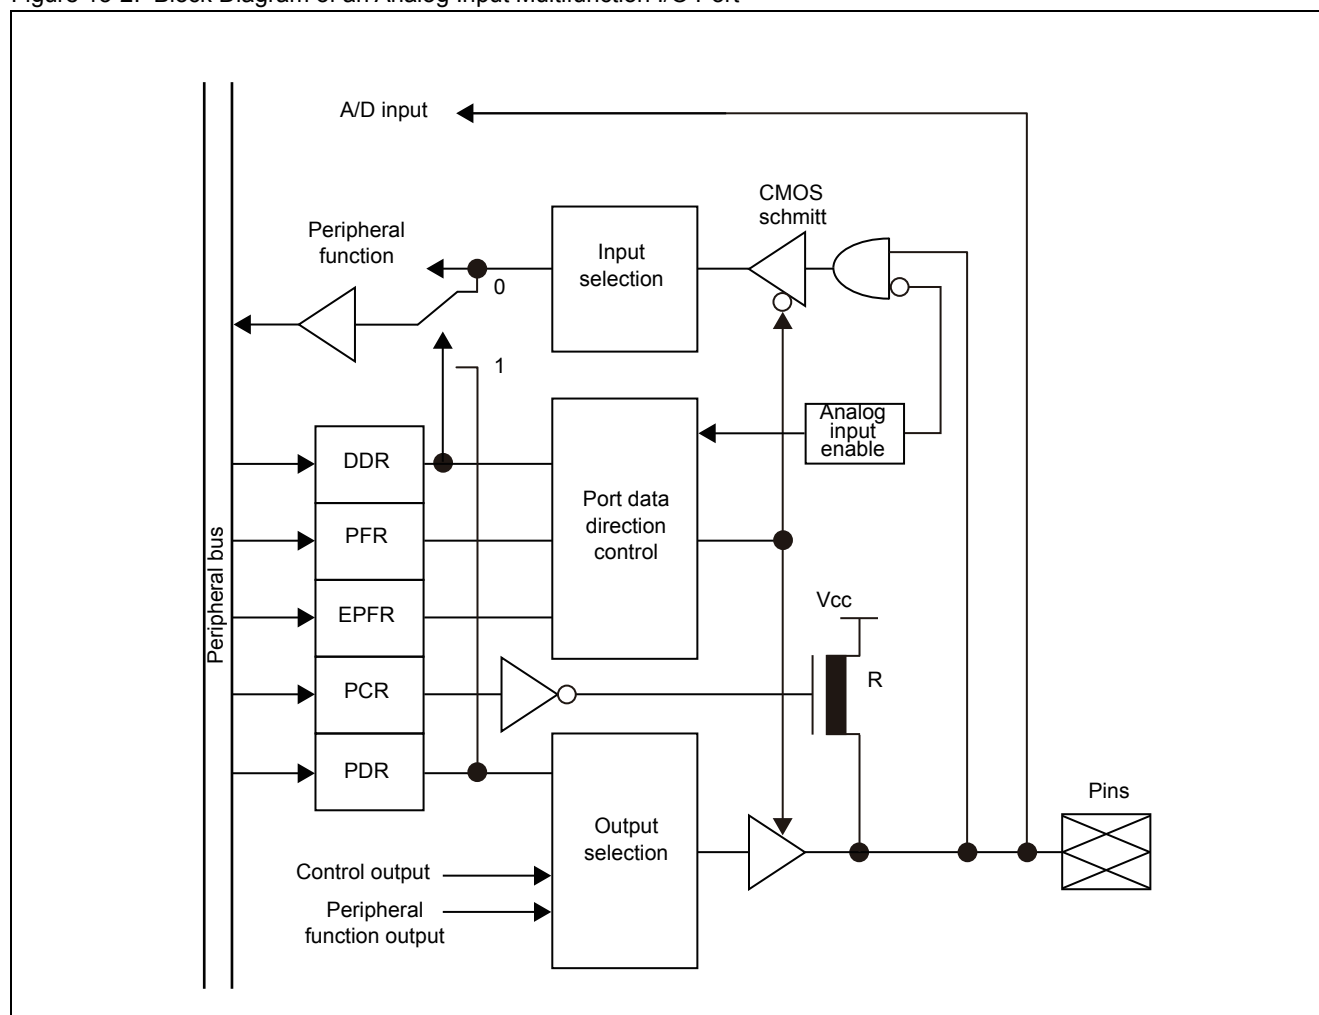 A/D input
CMOS
schmitt
Peripheral
function
Input
selection
0
1
Analog
input
enable
DDR
Port data
direction
control
PFR
Peripheral bus
EPFR
Vcc
PCR
R
PDR
Pins
Output
selection
Control output
Peripheral
function output